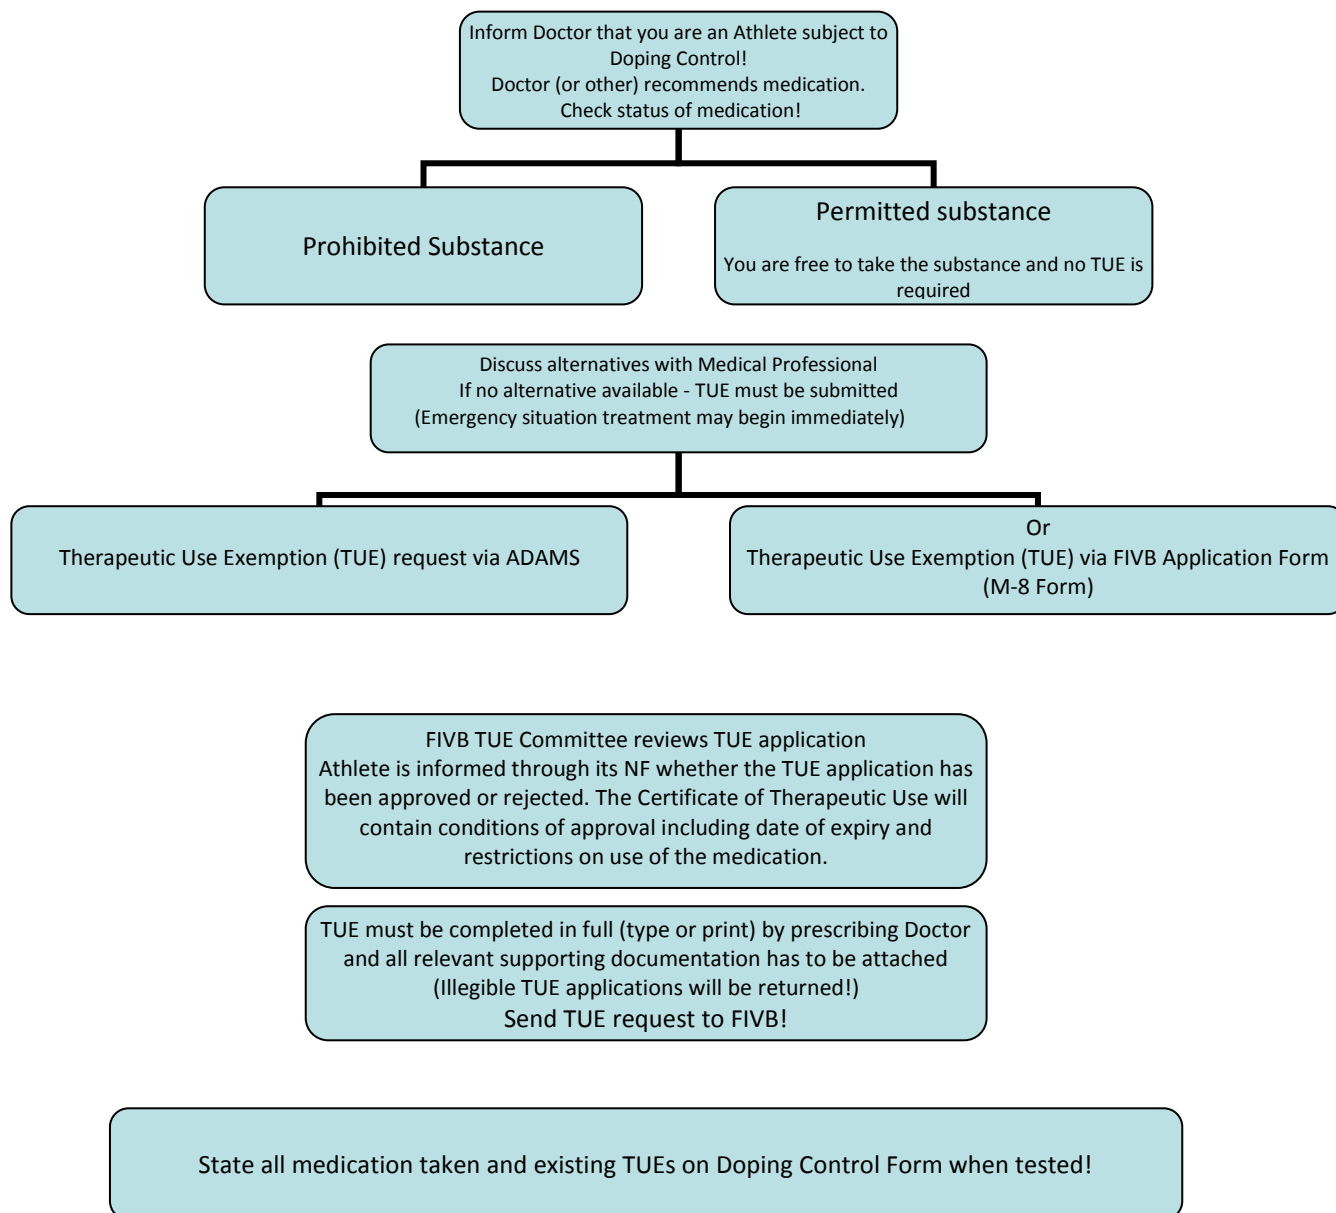 Inform Doctor that you are an Athlete subject to
Doping Control!
Doctor (or other) recommends medication.
Check status of medication!
Prohibited Substance
Permitted substance
You are free to take the substance and no TUE is
required
Discuss alternatives with Medical Professional
If no alternative available - TUE must be submitted
(Emergency situation treatment may begin immediately)
Therapeutic Use Exemption (TUE) request via ADAMS
Or
Therapeutic Use Exemption (TUE) via FIVB Application Form
(M-8 Form)
FIVB TUE Committee reviews TUE application
Athlete is informed through its NF whether the TUE application has
been approved or rejected. The Certificate of Therapeutic Use will
contain conditions of approval including date of expiry and
restrictions on use of the medication.
TUE must be completed in full (type or print) by prescribing Doctor
and all relevant supporting documentation has to be attached
(Illegible TUE applications will be returned!)
Send TUE request to FIVB!
State all medication taken and existing TUEs on Doping Control Form when tested!